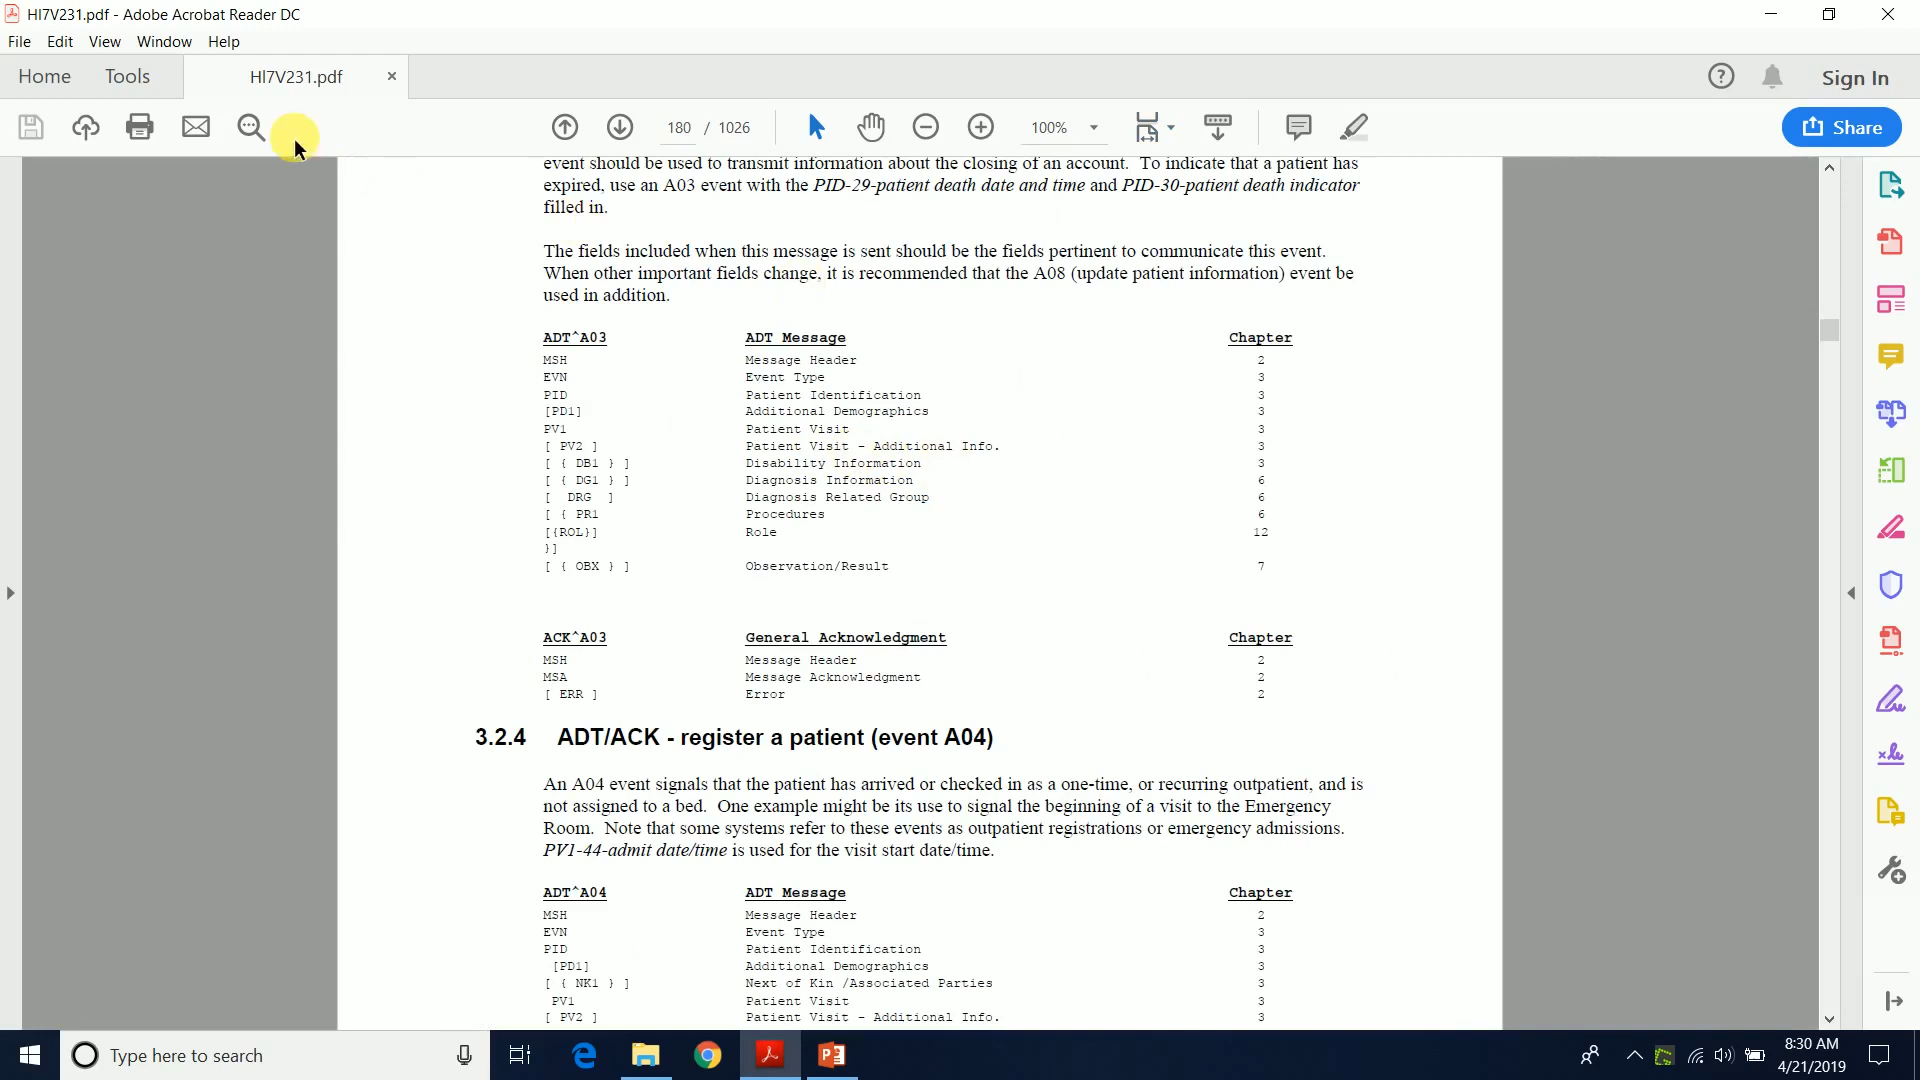 Hl7V231.pdf - Adobe Acrobat Reader DC
File Edit View Window Help
Home Tools Hl7V231.pdf × Sign In
180 / 1026 100% Share
event should be used to transmit information about the closing of an account. To indicate that a patient has
expired, use an A03 event with the PID-29-patient death date and time and PID-30-patient death indicator
filled in.
The fields included when this message is sent should be the fields pertinent to communicate this event.
When other important fields change, it is recommended that the A08 (update patient information) event be
used in addition.
ADT^A03 ADT Message Chapter
MSH Message Header 2
EVN Event Type 3
PID Patient Identification 3
[PD1] Additional Demographics 3
PV1 Patient Visit 3
[ PV2 ] Patient Visit - Additional Info. 3
[ { DB1 } ] Disability Information 3
[ { DG1 } ] Diagnosis Information 6
[ DRG ] Diagnosis Related Group 6
[ { PR1 Procedures 6
[{ROL}] Role 12
}]
[ { OBX } ] Observation/Result 7
ACK^A03 General Acknowledgment Chapter
MSH Message Header 2
MSA Message Acknowledgment 2
[ ERR ] Error 2
3.2.4 ADT/ACK - register a patient (event A04)
An A04 event signals that the patient has arrived or checked in as a one-time, or recurring outpatient, and is
not assigned to a bed. One example might be its use to signal the beginning of a visit to the Emergency
Room. Note that some systems refer to these events as outpatient registrations or emergency admissions.
PV1-44-admit date/time is used for the visit start date/time.
ADT^A04 ADT Message Chapter
MSH Message Header 2
EVN Event Type 3
PID Patient Identification 3
[PD1] Additional Demographics 3
[ { NK1 } ] Next of Kin /Associated Parties 3
PV1 Patient Visit 3
[ PV2 ] Patient Visit - Additional Info. 3
Type here to search
8:30 AM
4/21/2019